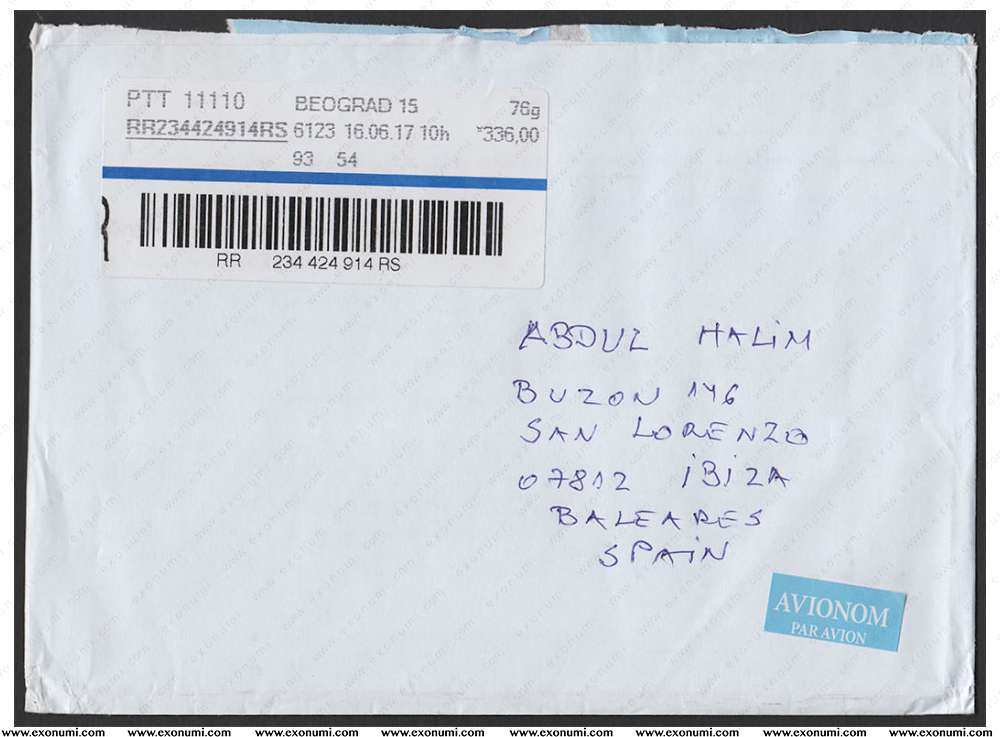 PTT 11110 BEOGRAD 15 76g
RR234424914RS 6123 16.06.17 10h *336,00
93 54
R
RR 234 424 914 RS
ABDUL HALIM
BUZON 146
SAN LORENZO
07812 IBIZA
BALEARES
SPAIN
AVIONOM
PAR AVION
www.exonumi.com www.exonumi.com www.exonumi.com www.exonumi.com www.exonumi.com www.exonumi.com www.exonumi.com www.exonumi.com